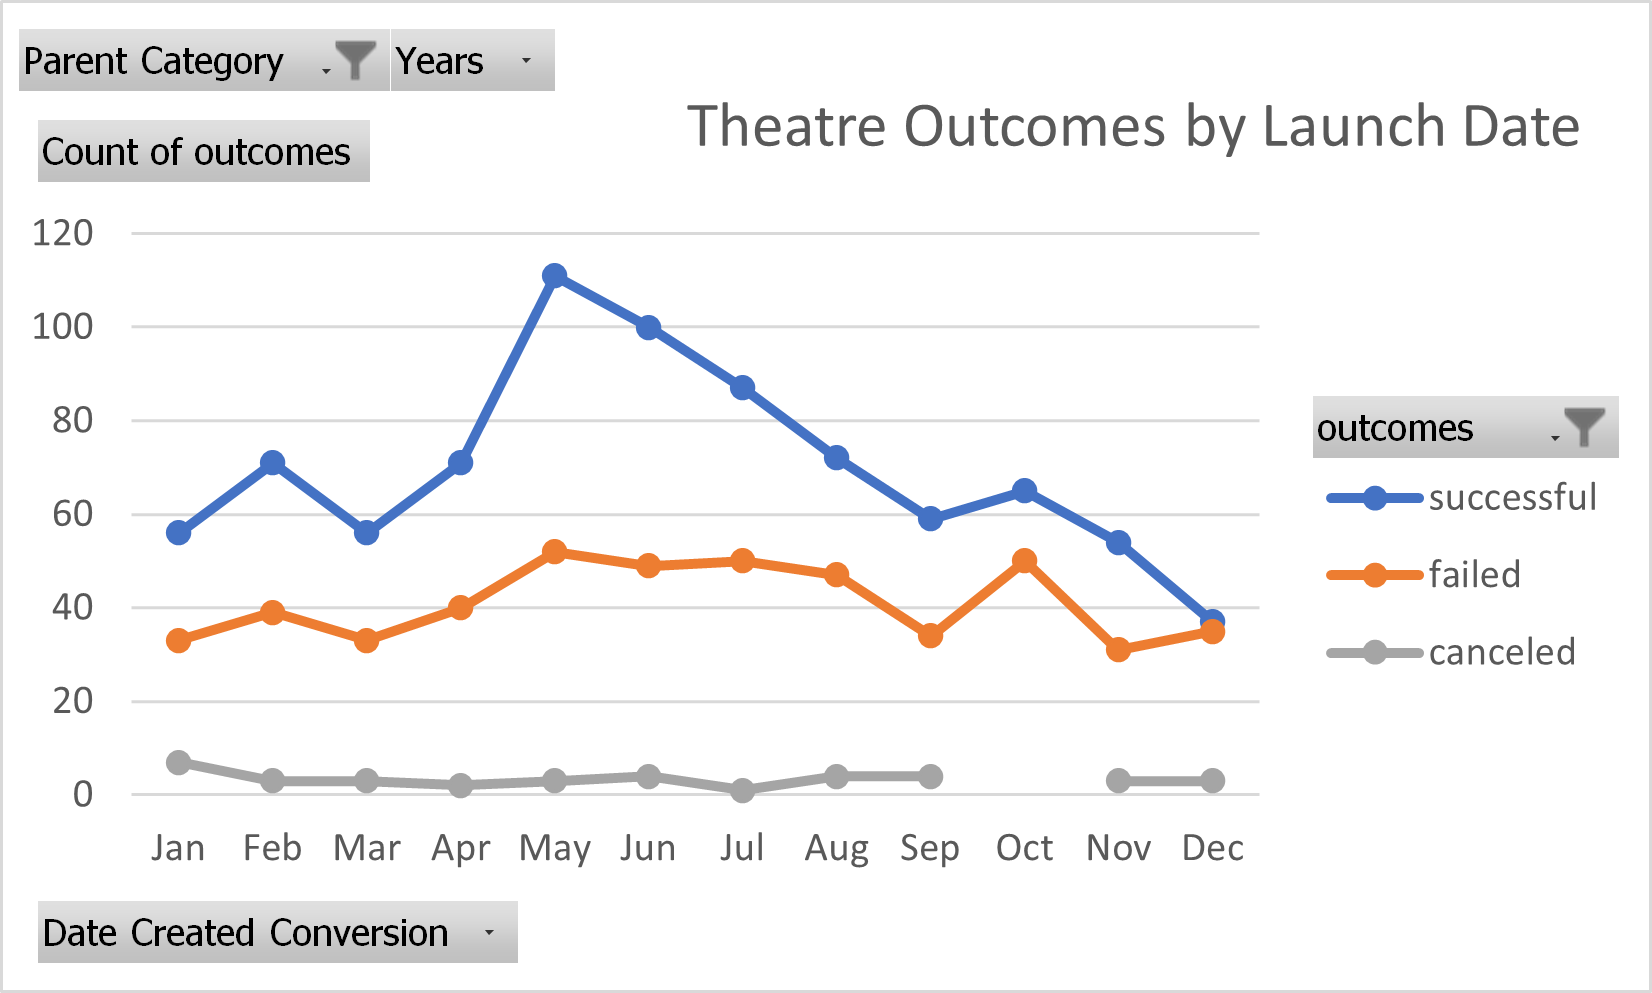 Parent Category Years
Theatre Outcomes by Launch Date
Count of outcomes
120
100
80
60
40
20
0
Jan Feb Mar Apr May Jun Jul Aug Sep Oct Nov Dec
outcomes
successful
failed
canceled
Date Created Conversion